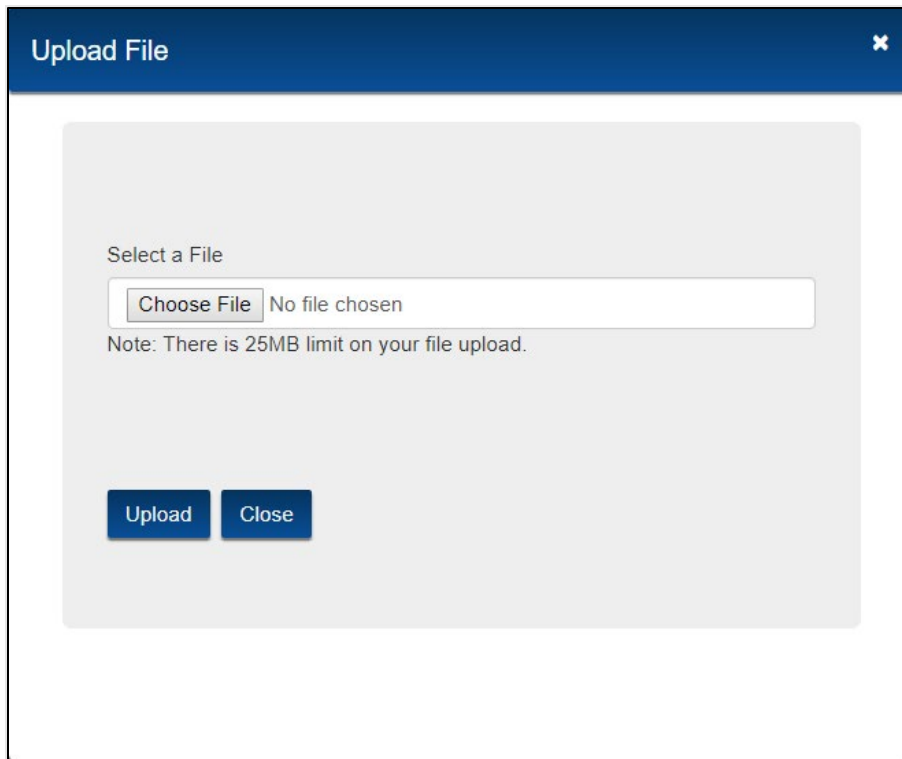 Upload File
Select a File
Choose File No file chosen
Note: There is 25MB limit on your file upload.
Upload Close